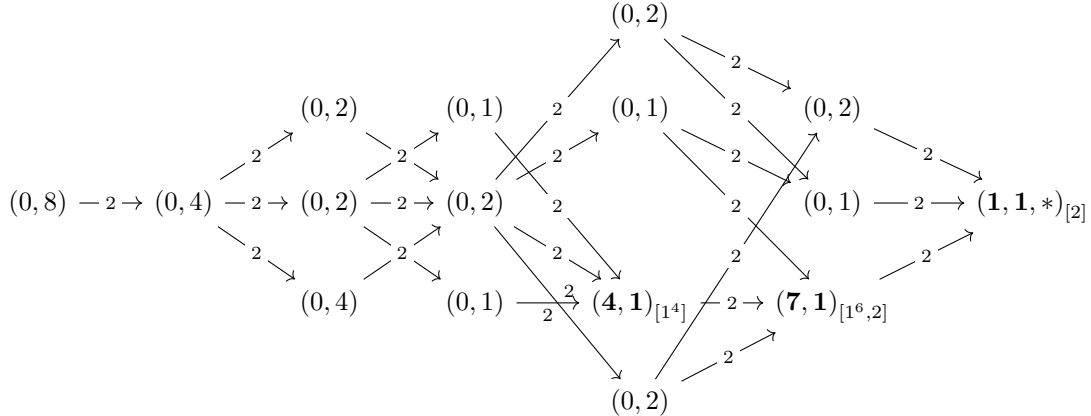 (0, 2)
(0, 2) (0, 1) (0, 1) (0, 2)
(0, 8) 2 (0, 4) 2 (0, 2) 2 (0, 2) (0, 1) 2 (𝟏, 𝟏, ∗)[2]
(0, 4) (0, 1) 2 (𝟒, 𝟏)[1⁴] 2 (𝟕, 𝟏)[1⁶,2]
(0, 2)
2 2 2 2 2 2 2 2 2 2 2 2 2 2 2 2 2 2 2 2 2